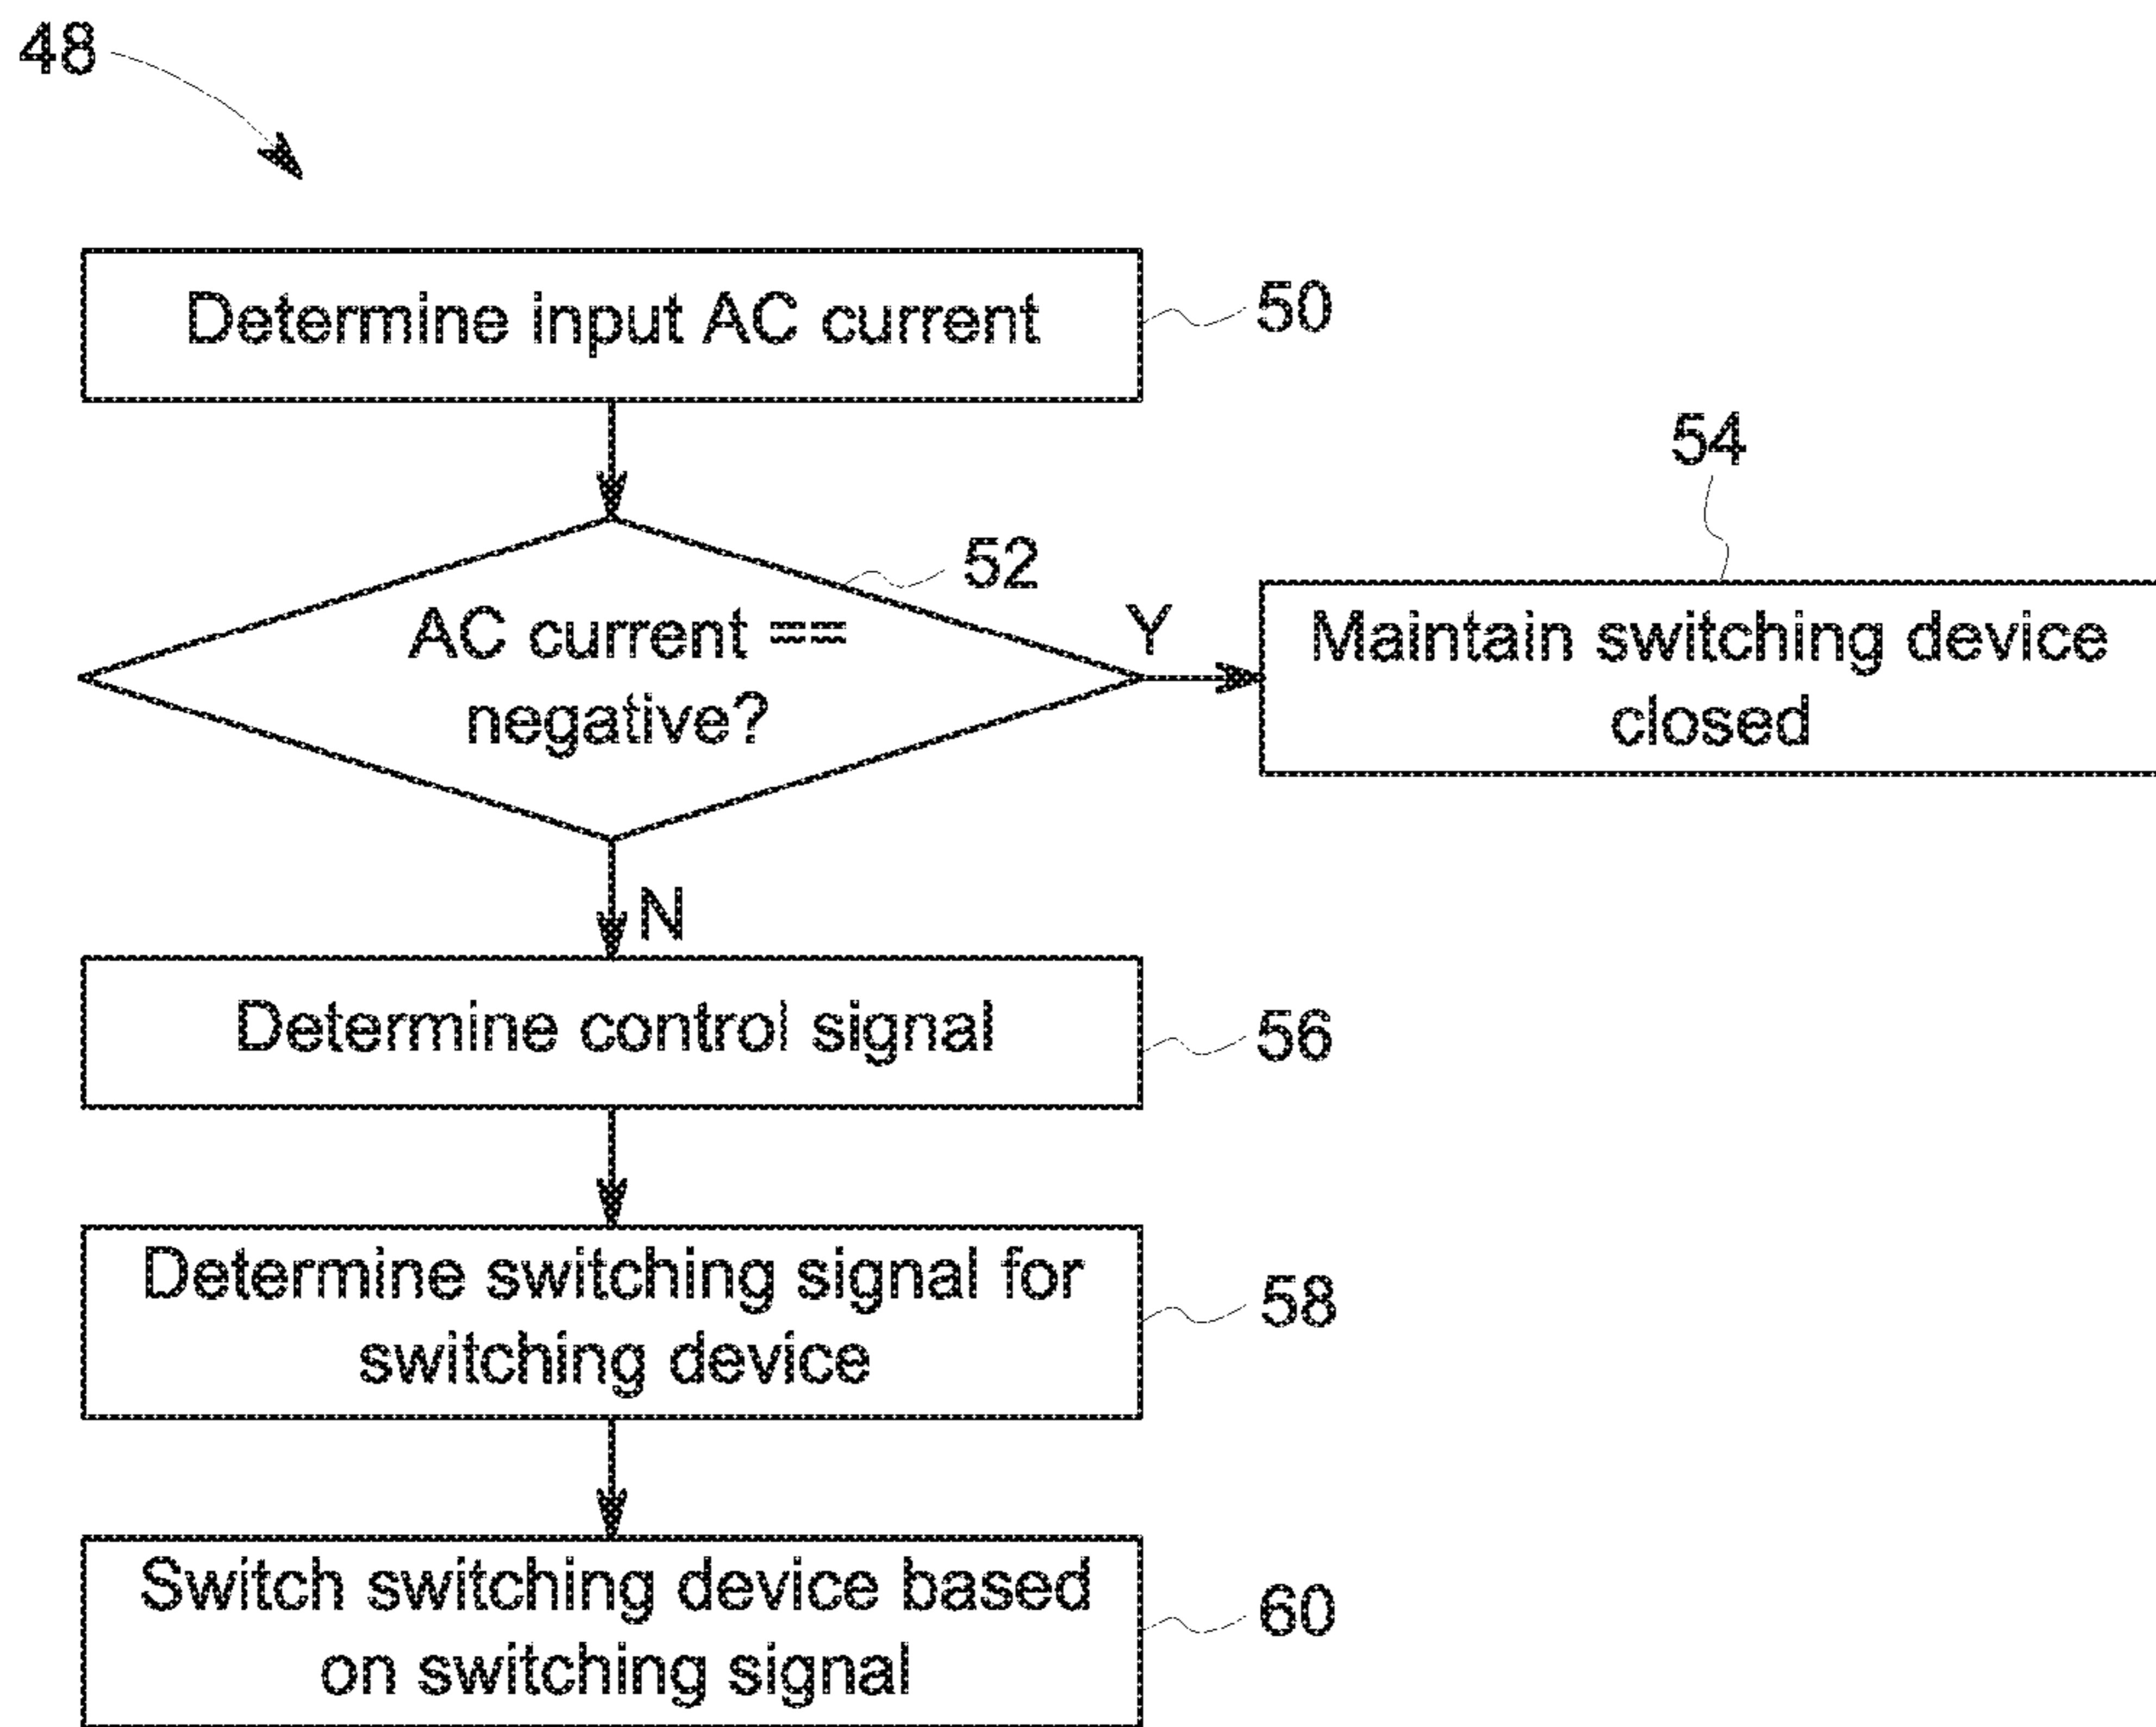 48
Determine input AC current
50
52
AC current ==
negative?
Y
54
Maintain switching device
closed
N
Determine control signal
56
Determine switching signal for
switching device
58
Switch switching device based
on switching signal
60